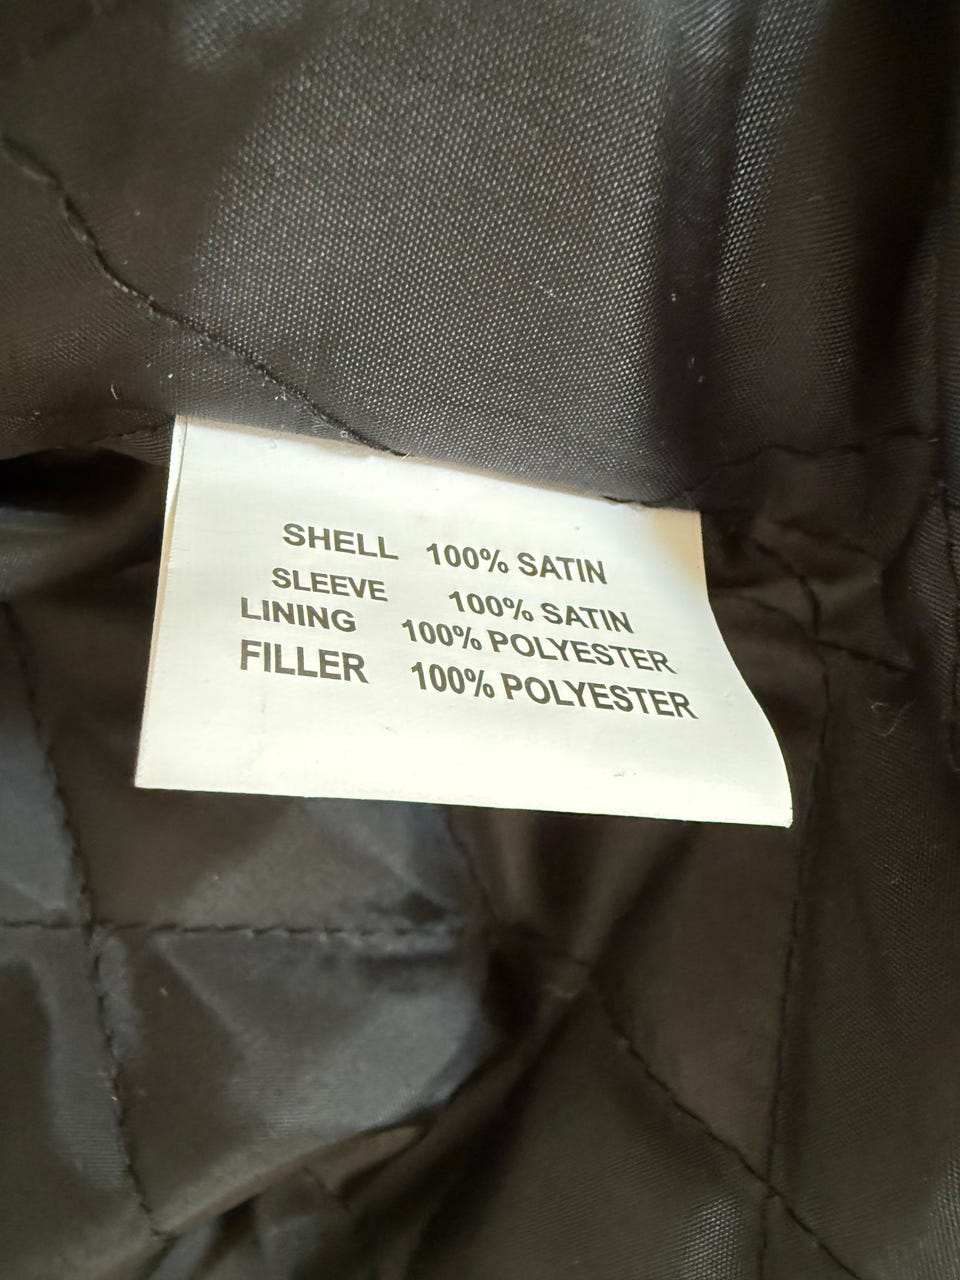 SHELL 100% SATIN
SLEEVE 100% SATIN
LINING 100% POLYESTER
FILLER 100% POLYESTER